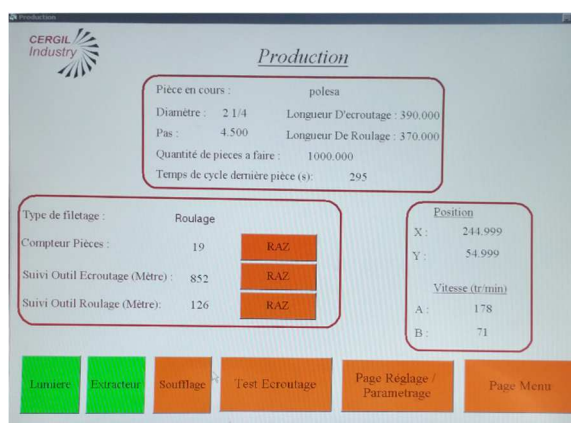 Production
CERGIL
Industry
Production
Pièce en cours : polesa
Diamètre : 2 1/4 Longueur D'ecroutage : 390.000
Pas : 4.500 Longueur De Roulage : 370.000
Quantité de pieces a faire : 1000.000
Temps de cycle dernière pièce (s): 295
Type de filetage : Roulage
Compteur Pièces : 19 RAZ
Suivi Outil Ecroutage (Mètre) : 852 RAZ
Suivi Outil Roulage (Mètre): 126 RAZ
Position
X : 244.999
Y : 54.999
Vitesse (tr/min)
A : 178
B : 71
Lumiere
Extracteur
Soufflage
Test Ecroutage
Page Réglage /
Parametrage
Page Menu